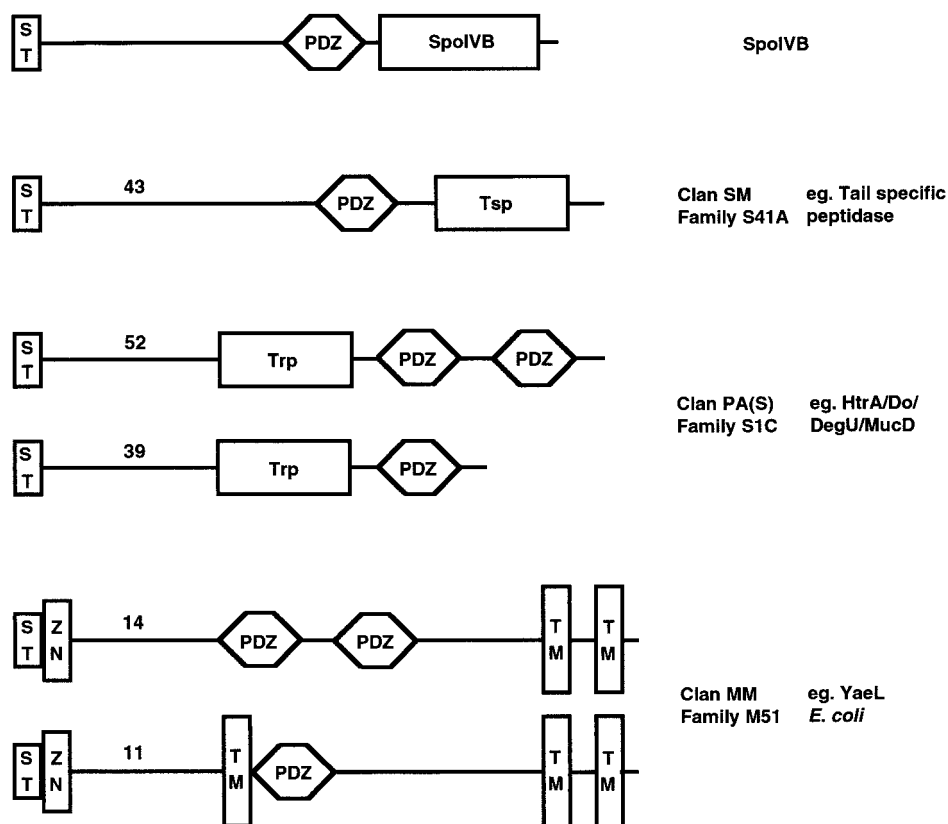 S
T
PDZ
SpoIVB
SpoIVB
S
T
43
PDZ
Tsp
Clan SM
Family S41A
eg. Tail specific
peptidase
S
T
52
Trp
PDZ
PDZ
S
T
39
Trp
PDZ
Clan PA(S)
Family S1C
eg. HtrA/Do/
DegU/MucD
S
T
Z
N
14
PDZ
PDZ
T
M
T
M
S
T
Z
N
11
T
M
PDZ
T
M
T
M
Clan MM
Family M51
eg. YaeL
E. coli